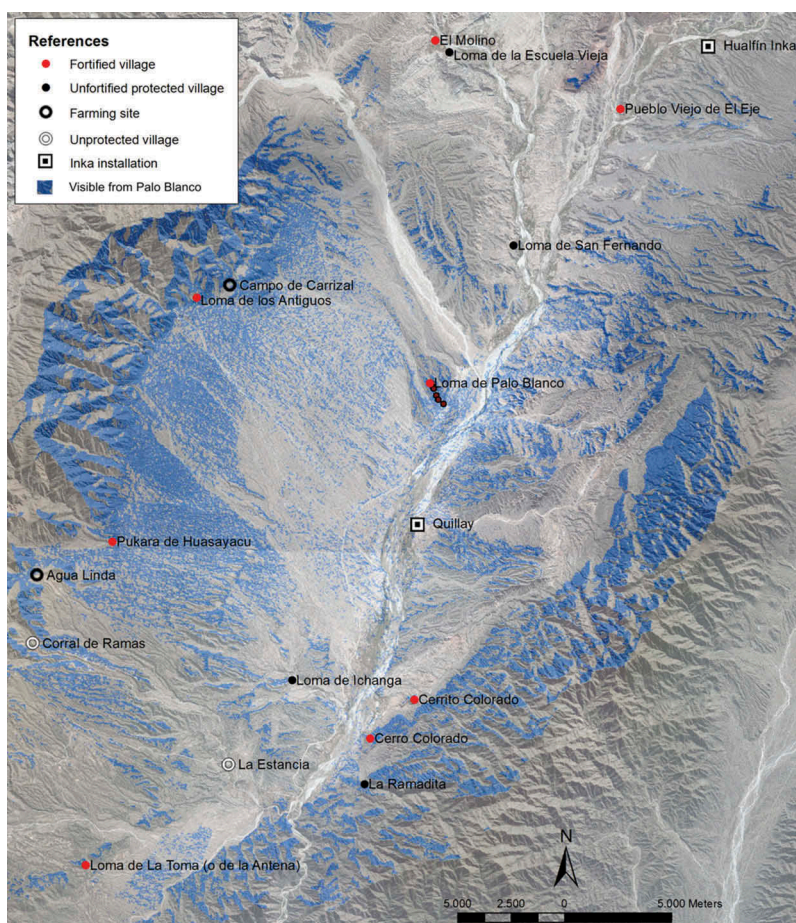 References
Fortified village
Unfortified protected village
Farming site
Unprotected village
Inka installation
Visible from Palo Blanco
El Molino
Loma de la Escuela Vieja
Hualfín Inka
Pueblo Viejo de El Eje
Loma de San Fernando
Campo de Carrizal
Loma de los Antiguos
Loma de Palo Blanco
Quillay
Pukara de Huasayacu
Agua Linda
Corral de Ramas
Loma de Ichanga
Cerrito Colorado
Cerro Colorado
La Estancia
La Ramadita
N
Loma de La Toma (o de la Antena)
5.000 2.500 0 5.000 Meters